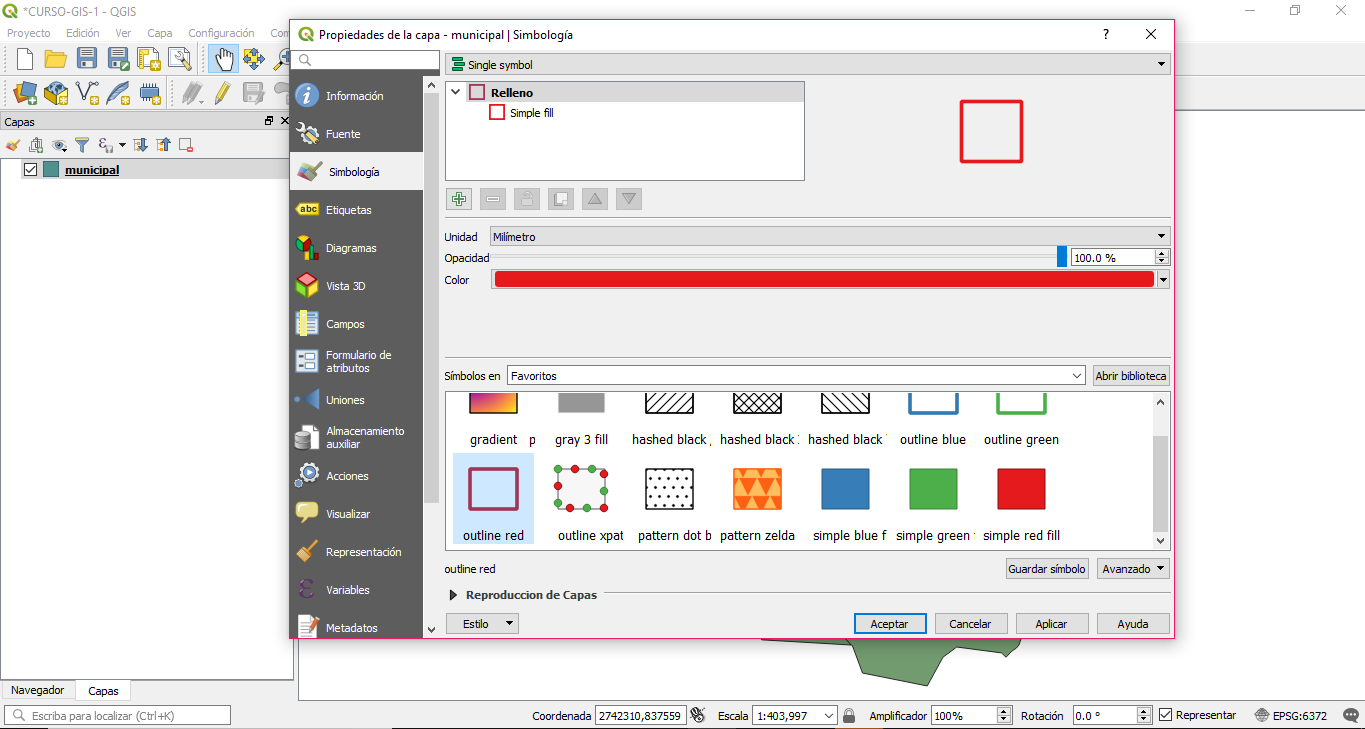 *CURSO-GIS-1 - QGIS
Proyecto Edición Ver Capa Configuración Com
Capas
municipal
Navegador Capas
Propiedades de la capa - municipal | Simbología
?
Información
Fuente
Simbología
abc Etiquetas
Diagramas
Vista 3D
Campos
Formulario de
atributos
Uniones
Almacenamiento
auxiliar
Acciones
Visualizar
Representación
Variables
Metadatos
Single symbol
Relleno
Simple fill
Unidad Milímetro
Opacidad 100.0 %
Color
Símbolos en Favoritos Abrir biblioteca
gradient p gray 3 fill hashed black hashed black hashed black outline blue outline green
outline red outline xpat pattern dot b pattern zelda simple blue f simple green simple red fill
outline red Guardar símbolo Avanzado
Reproduccion de Capas
Estilo Aceptar Cancelar Aplicar Ayuda
Escriba para localizar (Ctrl+K) Coordenada 2742310,837559 Escala 1:403,997 Amplificador 100% Rotación 0.0 ° Representar EPSG:6372